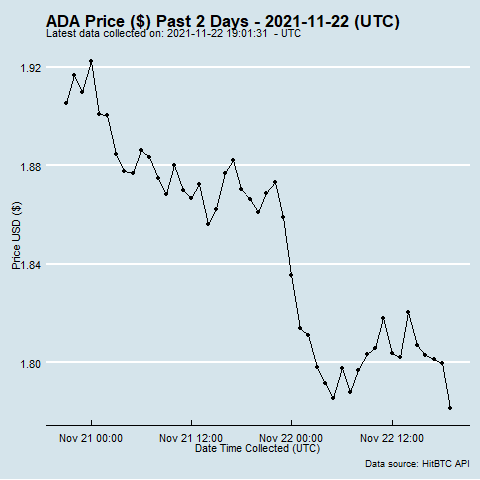 ADA Price ($) Past 2 Days - 2021-11-22 (UTC)
Latest data collected on: 2021-11-22 19:01:31 - UTC
1.92
1.88
1.84
1.80
Price USD ($)
Nov 21 00:00 Nov 21 12:00 Nov 22 00:00 Nov 22 12:00
Date Time Collected (UTC)
Data source: HitBTC API